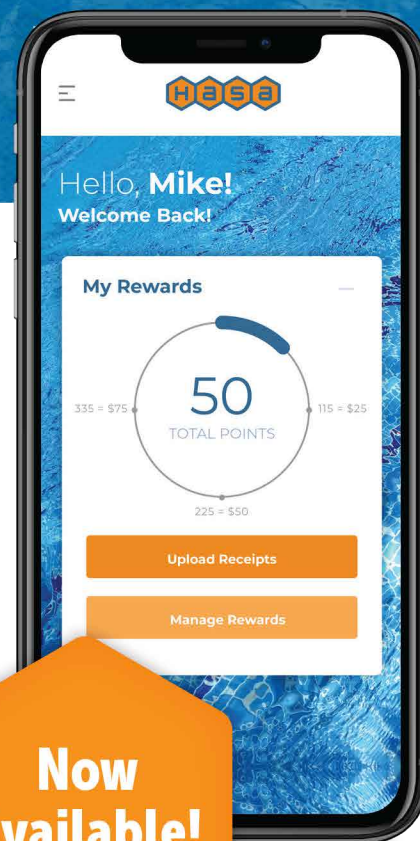 HASA
Hello, Mike!
Welcome Back!
My Rewards
50
TOTAL POINTS
335 = $75
115 = $25
225 = $50
Upload Receipts
Manage Rewards
Now
vailable!